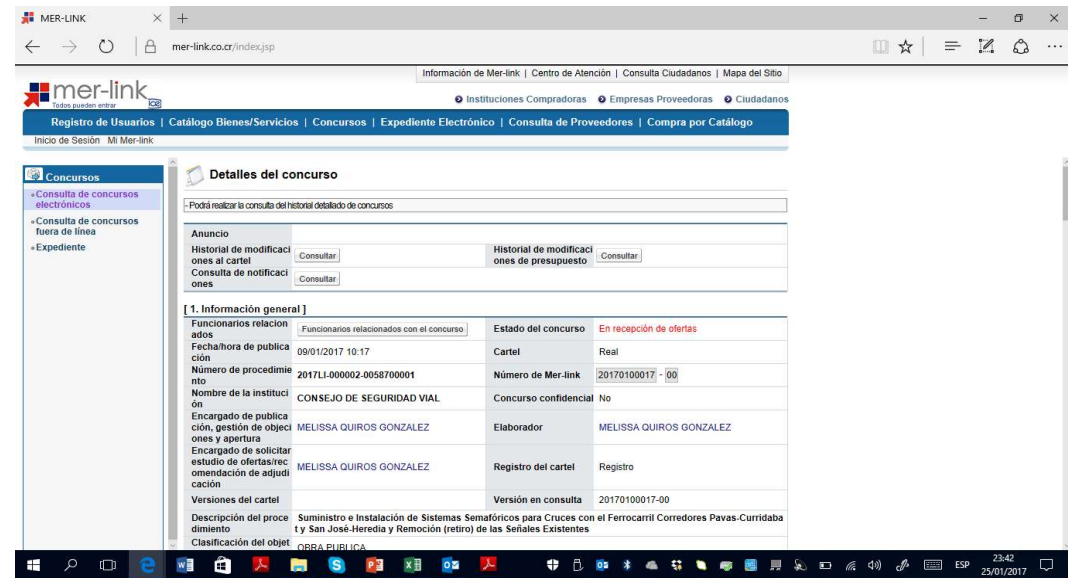 MER-LINK
mer-link.co.cr/index.jsp
Información de Mer-link | Centro de Atención | Consulta Ciudadanos | Mapa del Sitio
mer-link
Todos pueden entrar
ice
Instituciones Compradoras Empresas Proveedoras Ciudadanos
Registro de Usuarios | Catálogo Bienes/Servicios | Concursos | Expediente Electrónico | Consulta de Proveedores | Compra por Catálogo
Inicio de Sesión Mi Mer-link
Concursos
Consulta de concursos
electrónicos
Consulta de concursos
fuera de línea
Expediente
Detalles del concurso
- Podrá realizar la consulta del historial detallado de concursos
Anuncio
Historial de modificaci
ones al cartel
Consultar
Historial de modificaci
ones de presupuesto
Consultar
Consulta de notificaci
ones
Consultar
[ 1. Información general ]
Funcionarios relacion
ados
Funcionarios relacionados con el concurso
Estado del concurso
En recepción de ofertas
Fecha/hora de publica
ción
09/01/2017 10:17
Cartel
Real
Número de procedimie
nto
2017LI-000002-0058700001
Número de Mer-link
20170100017 - 00
Nombre de la instituci
ón
CONSEJO DE SEGURIDAD VIAL
Concurso confidencial
No
Encargado de publica
ción, gestión de objeci
ones y apertura
MELISSA QUIROS GONZALEZ
Elaborador
MELISSA QUIROS GONZALEZ
Encargado de solicitar
estudio de ofertas/rec
omendación de adjudi
cación
MELISSA QUIROS GONZALEZ
Registro del cartel
Registro
Versiones del cartel
Versión en consulta
20170100017-00
Descripción del proce
dimiento
Suministro e Instalación de Sistemas Semafóricos para Cruces con el Ferrocarril Corredores Pavas-Curridaba
t y San José-Heredia y Remoción (retiro) de las Señales Existentes
Clasificación del objet
OBRA PUBLICA
ESP
23:42
25/01/2017